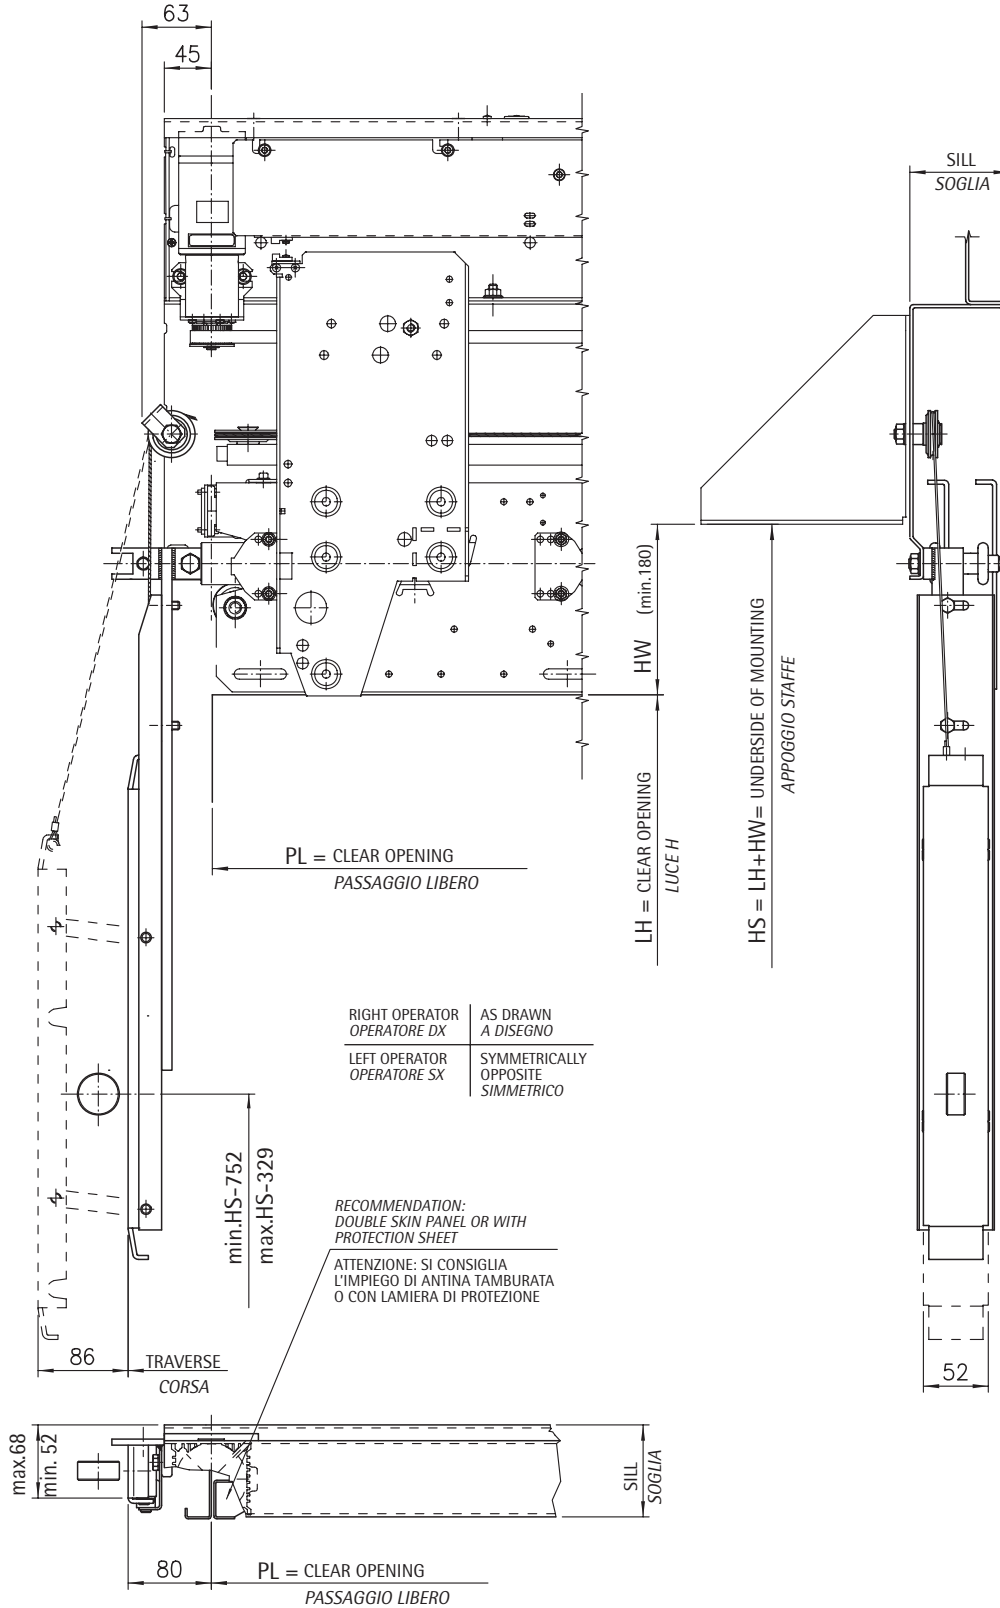 63
45
SILL
SOGLIA
HW (min.180)
HS = LH+HW= UNDERSIDE OF MOUNTING
APPOGGIO STAFFE
LH = CLEAR OPENING
LUCE H
PL = CLEAR OPENING
PASSAGGIO LIBERO
RIGHT OPERATOR AS DRAWN
OPERATORE DX A DISEGNO
LEFT OPERATOR SYMMETRICALLY
OPERATORE SX OPPOSITE
SIMMETRICO
min.HS-752
max.HS-329
RECOMMENDATION:
DOUBLE SKIN PANEL OR WITH
PROTECTION SHEET
ATTENZIONE: SI CONSIGLIA
L'IMPIEGO DI ANTINA TAMBURATA
O CON LAMIERA DI PROTEZIONE
86
TRAVERSE
CORSA
52
max.68
min. 52
SILL
SOGLIA
80
PL = CLEAR OPENING
PASSAGGIO LIBERO